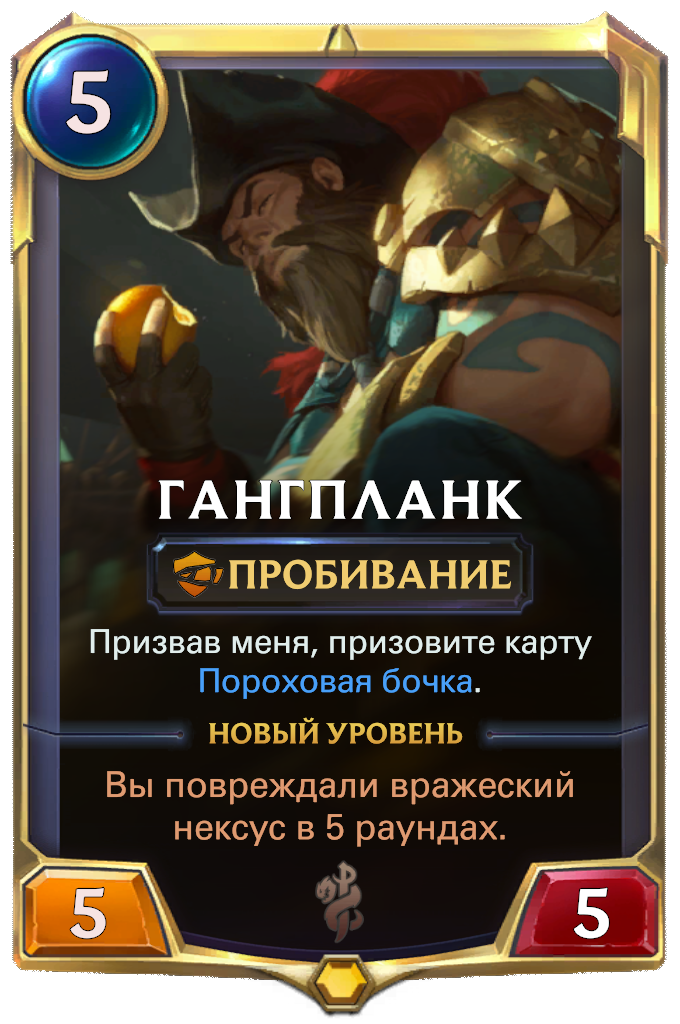 5
ГАНГПЛАНК
ПРОБИВАНИЕ
Призвав меня, призовите карту
Пороховая бочка.
НОВЫЙ УРОВЕНЬ
Вы повреждали вражеский
нексус в 5 раундах.
5
5